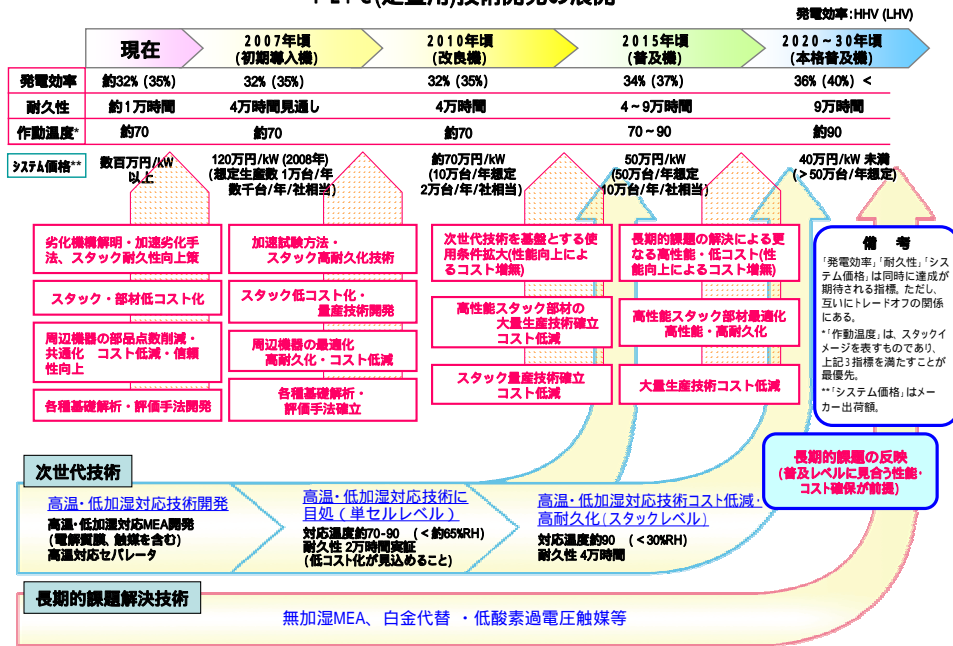 (定置用)技術開発の展開
発電効率:HHV (LHV)
現在
2007年頃
(初期導入機)
2010年頃
(改良機)
2015年頃
(普及機)
2020~30年頃
(本格普及機)
発電効率
約32% (35%)
32% (35%)
32% (35%)
34% (37%)
36% (40%) <
耐久性
約1万時間
4万時間見通し
4万時間
4~9万時間
9万時間
作動温度*
約70
約70
約70
70~90
約90
システム価格**
数百万円/kW
以上
120万円/kW (2008年)
(想定生産数 1万台/年
数千台/年/社相当)
約70万円/kW
(10万台/年想定
2万台/年/社相当)
50万円/kW
(50万台/年想定
10万台/年/社相当)
40万円/kW 未満
(>50万台/年想定)
劣化機構解明・加速劣化手
法、スタック耐久性向上策
スタック・部材低コスト化
周辺機器の部品点数削減・
共通化 コスト低減・信頼
性向上
各種基礎解析・評価手法開発
加速試験方法・
スタック高耐久化技術
スタック低コスト化・
量産技術開発
周辺機器の最適化
高耐久化・コスト低減
各種基礎解析・
評価手法確立
次世代技術を基盤とする使
用条件拡大(性能向上によ
るコスト増無)
高性能スタック部材の
大量生産技術確立
コスト低減
スタック量産技術確立
コスト低減
長期的課題の解決による更
なる高性能・低コスト(性
能向上によるコスト増無)
高性能スタック部材最適化
高性能・高耐久化
大量生産技術コスト低減
備 考
「発電効率」「耐久性」「シス
テム価格」は同時に達成が
期待される指標。ただし、
互いにトレードオフの関係
にある。
*「作動温度」は、スタックイ
メージを表すものであり、
上記3指標を満たすことが
最優先。
**「システム価格」はメー
カー出荷額。
長期的課題の反映
(普及レベルに見合う性能・
コスト確保が前提)
次世代技術
高温・低加湿対応技術開発
高温・低加湿対応MEA開発
(電解質膜、触媒を含む)
高温対応セパレータ
高温・低加湿対応技術に
目処(単セルレベル)
対応温度約70-90 (<約65%RH)
耐久性 2万時間実証
(低コスト化が見込めること)
高温・低加湿対応技術コスト低減・
高耐久化(スタックレベル)
対応温度約90 (<30%RH)
耐久性 4万時間
長期的課題解決技術
無加湿MEA、白金代替 ・低酸素過電圧触媒等